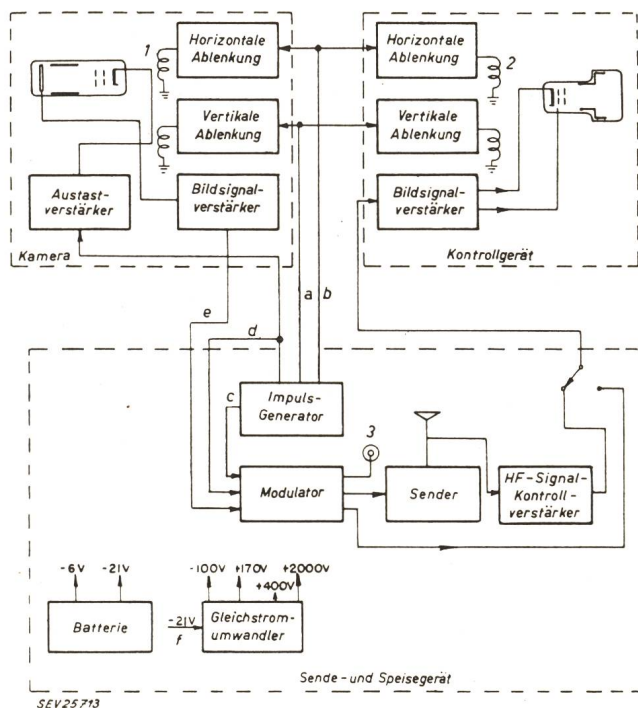 1
Horizontale
Ablenkung
Vertikale
Ablenkung
Austast-
verstärker
Bildsignal-
verstärker
Kamera
Horizontale
Ablenkung
2
Vertikale
Ablenkung
Bildsignal-
verstärker
Kontrollgerät
a
b
e
d
c
Impuls-
Generator
3
Modulator
Sender
HF-Signal-
Kontroll-
verstärker
-6V
-21V
Batterie
-21V
f
-100V
+170V
+400V
+2000V
Gleichstrom-
umwandler
Sende- und Speisegerät
SEV25713